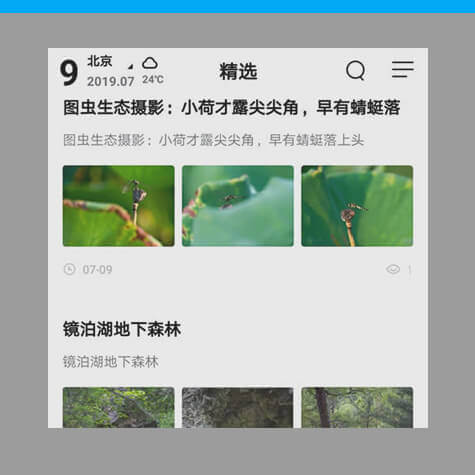 9
北京
2019.07
24℃
精选
图虫生态摄影：小荷才露尖尖角，早有蜻蜓落
图虫生态摄影：小荷才露尖尖角，早有蜻蜓落上头
07-09
1
镜泊湖地下森林
镜泊湖地下森林